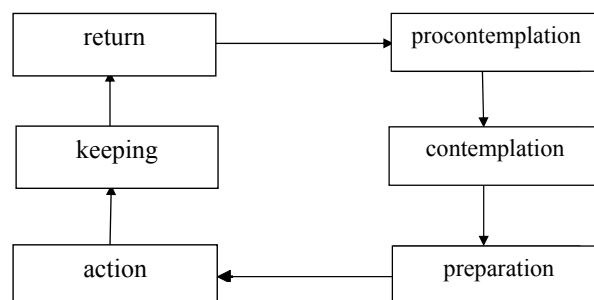 return
procontemplation
keeping
contemplation
action
preparation